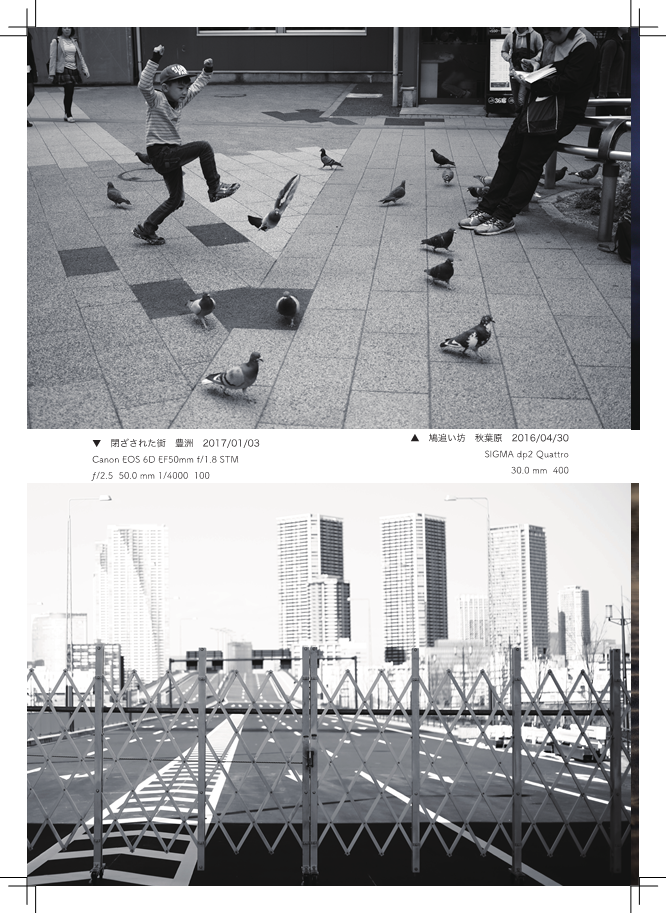 36
▼　閉ざされた街　豊洲　2017/01/03
Canon EOS 6D EF50mm f/1.8 STM
f/2.5  50.0 mm 1/4000  100
▲　鳩追い坊　秋葉原　2016/04/30
SIGMA dp2 Quattro
30.0 mm  400